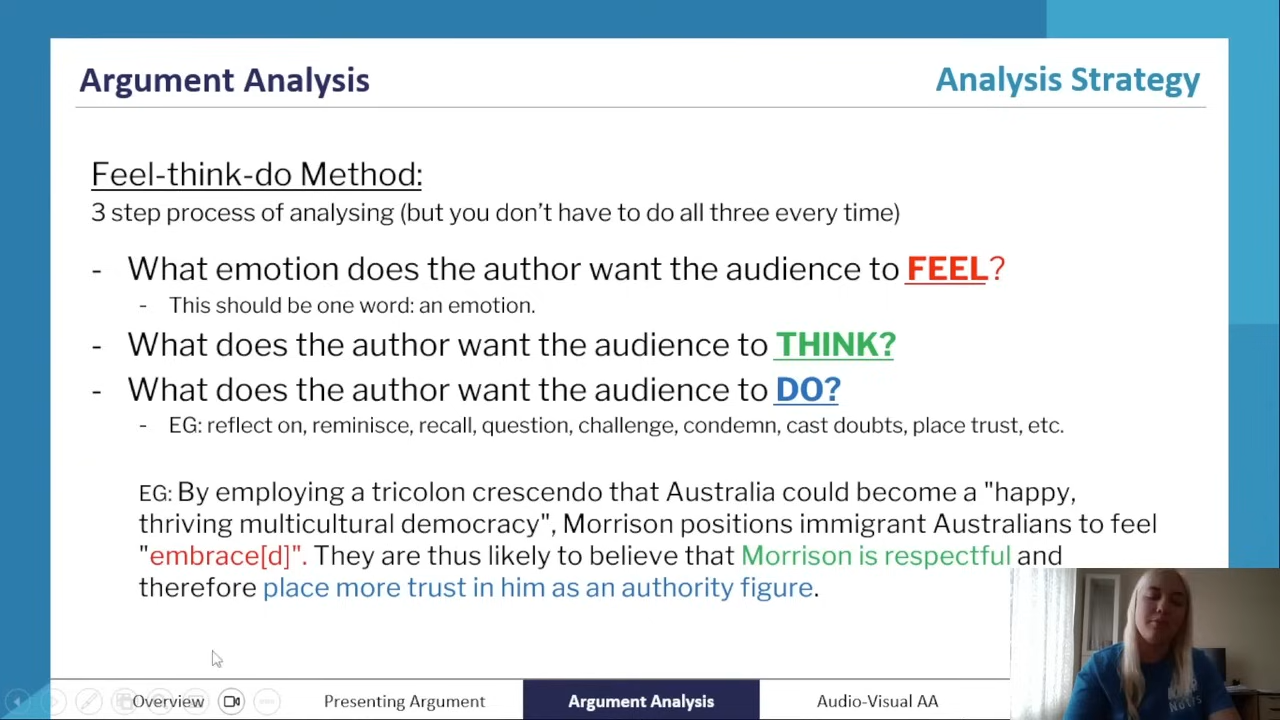 Argument Analysis
Analysis Strategy
Feel-think-do Method:
3 step process of analysing (but you don't have to do all three every time)
- What emotion does the author want the audience to FEEL?
- This should be one word: an emotion.
- What does the author want the audience to THINK?
- What does the author want the audience to DO?
- EG: reflect on, reminisce, recall, question, challenge, condemn, cast doubts, place trust, etc.
EG: By employing a tricolon crescendo that Australia could become a "happy,
thriving multicultural democracy", Morrison positions immigrant Australians to feel
"embrace[d]". They are thus likely to believe that Morrison is respectful and
therefore place more trust in him as an authority figure.
Overview
Presenting Argument
Argument Analysis
Audio-Visual AA